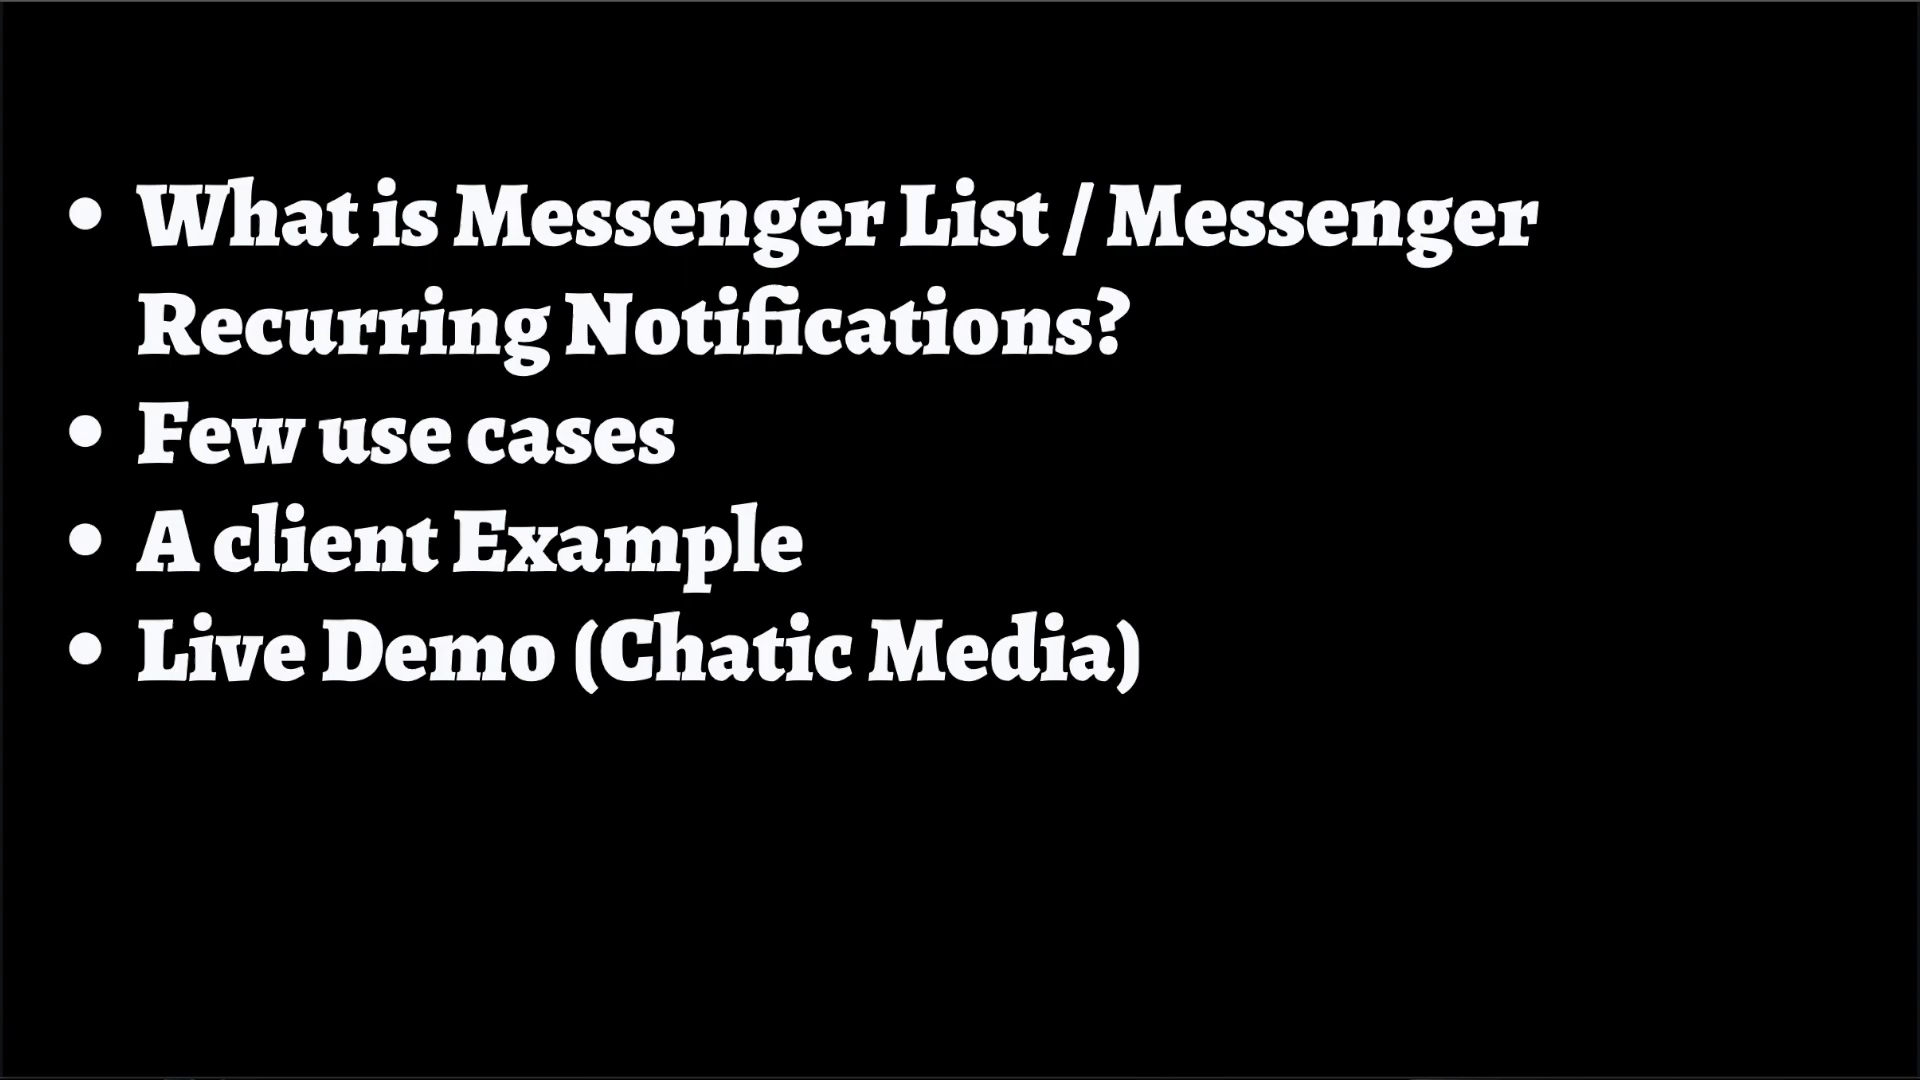 • What is Messenger List / Messenger
Recurring Notifications?
• Few use cases
• A client Example
• Live Demo (Chatic Media)